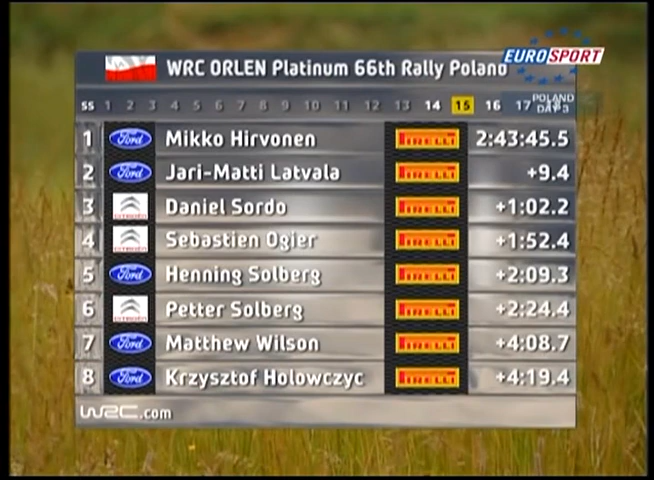 EUROSPORT
WRC ORLEN Platinum 66th Rally Poland
POLAND
DAY 3
SS 1 2 3 4 5 6 7 8 9 10 11 12 13 14 15 16 17 18
1 Ford Mikko Hirvonen PIRELLI 2:43:45.5
2 Ford Jari-Matti Latvala PIRELLI +9.4
3 CITROËN Daniel Sordo PIRELLI +1:02.2
4 CITROËN Sebastien Ogier PIRELLI +1:52.4
5 Ford Henning Solberg PIRELLI +2:09.3
6 CITROËN Petter Solberg PIRELLI +2:24.4
7 Ford Matthew Wilson PIRELLI +4:08.7
8 Ford Krzysztof Holowczyc PIRELLI +4:19.4
WRC.com